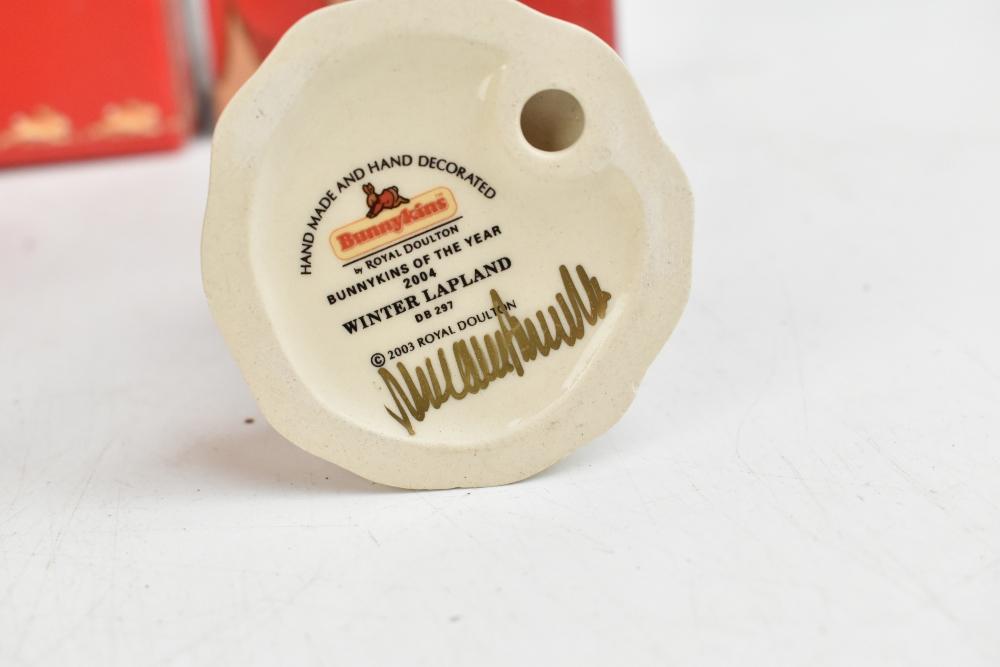 HAND MADE AND HAND DECORATED
Bunnykins™
by ROYAL DOULTON
BUNNYKINS OF THE YEAR
2004
WINTER LAPLAND
DB 297
© 2003 ROYAL DOULTON